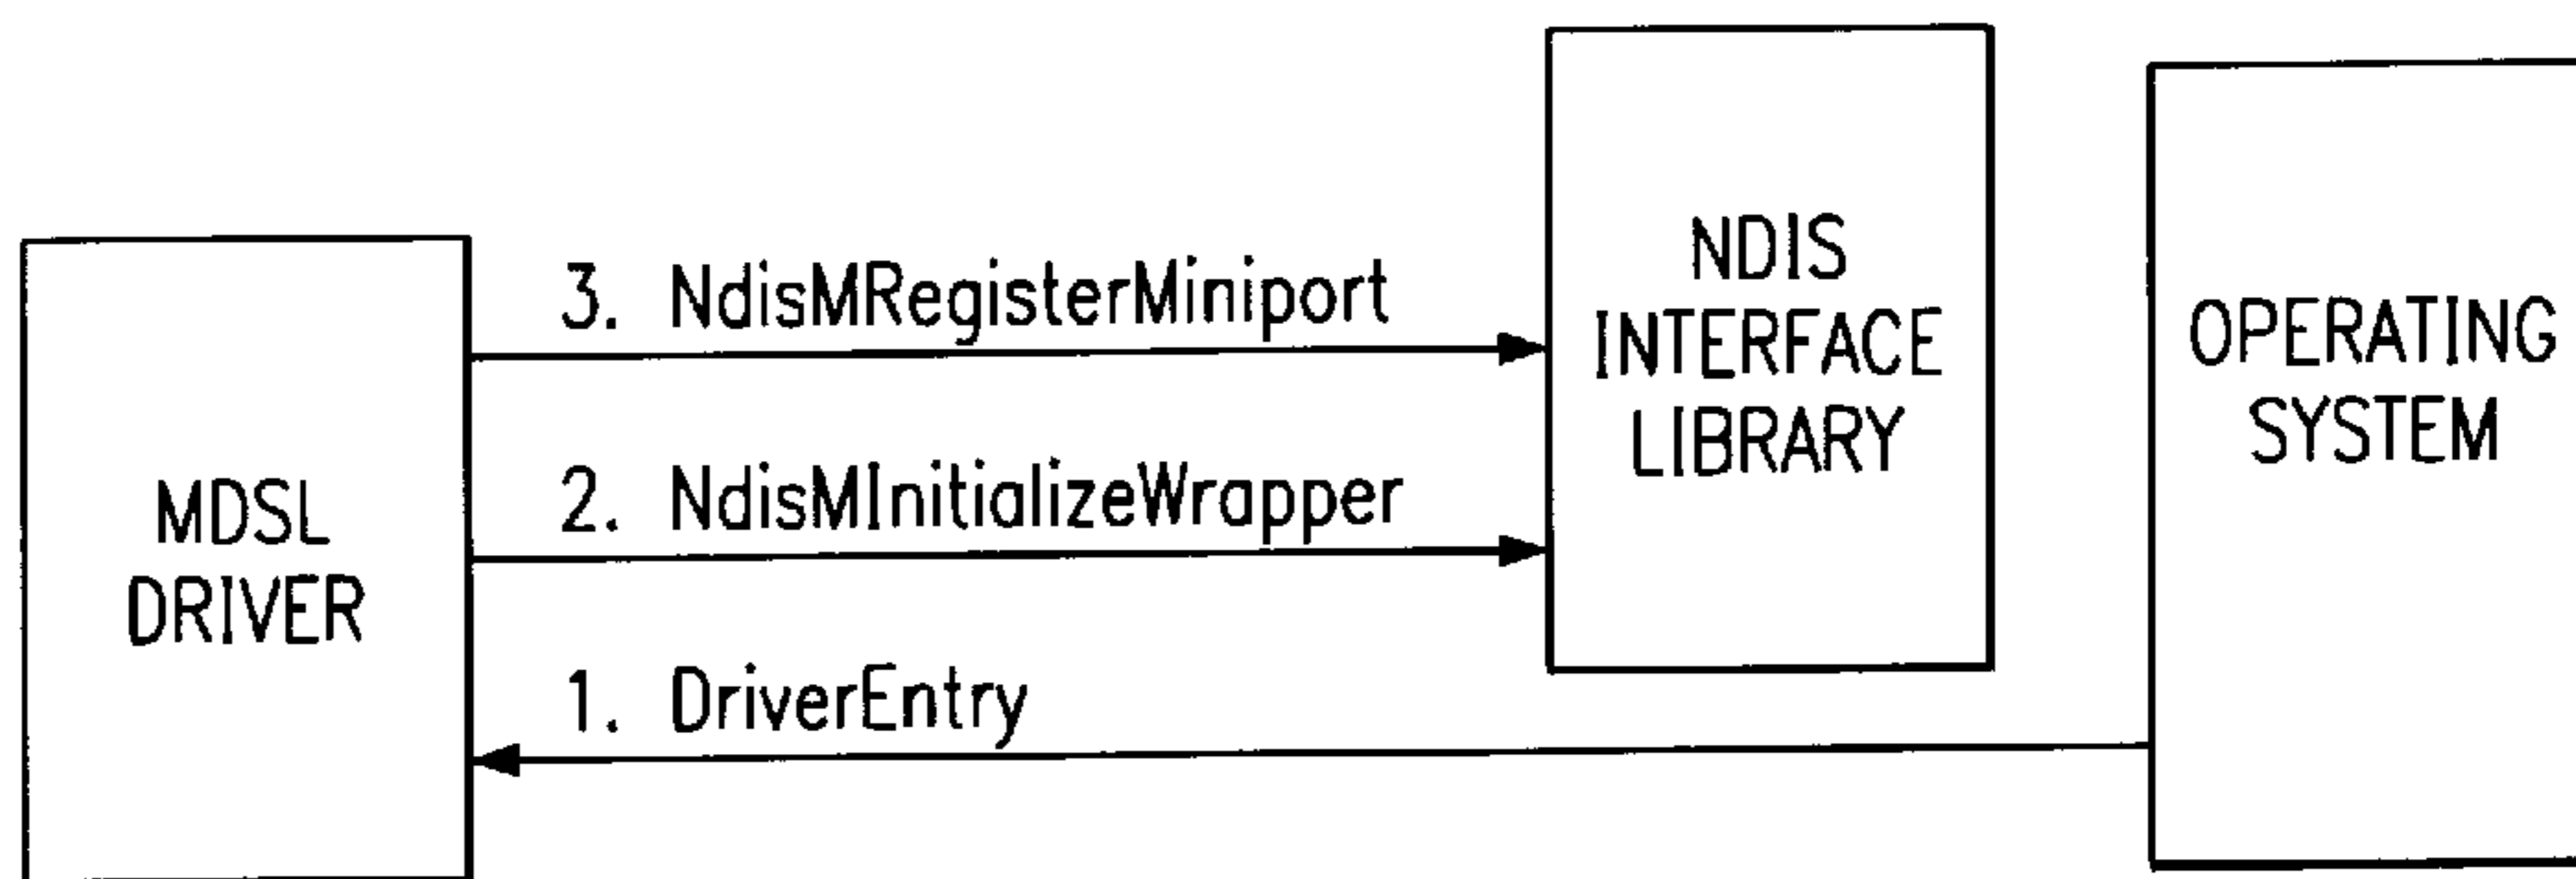 MDSL
DRIVER
3. NdisMRegisterMiniport
2. NdisMInitializeWrapper
1. DriverEntry
NDIS
INTERFACE
LIBRARY
OPERATING
SYSTEM